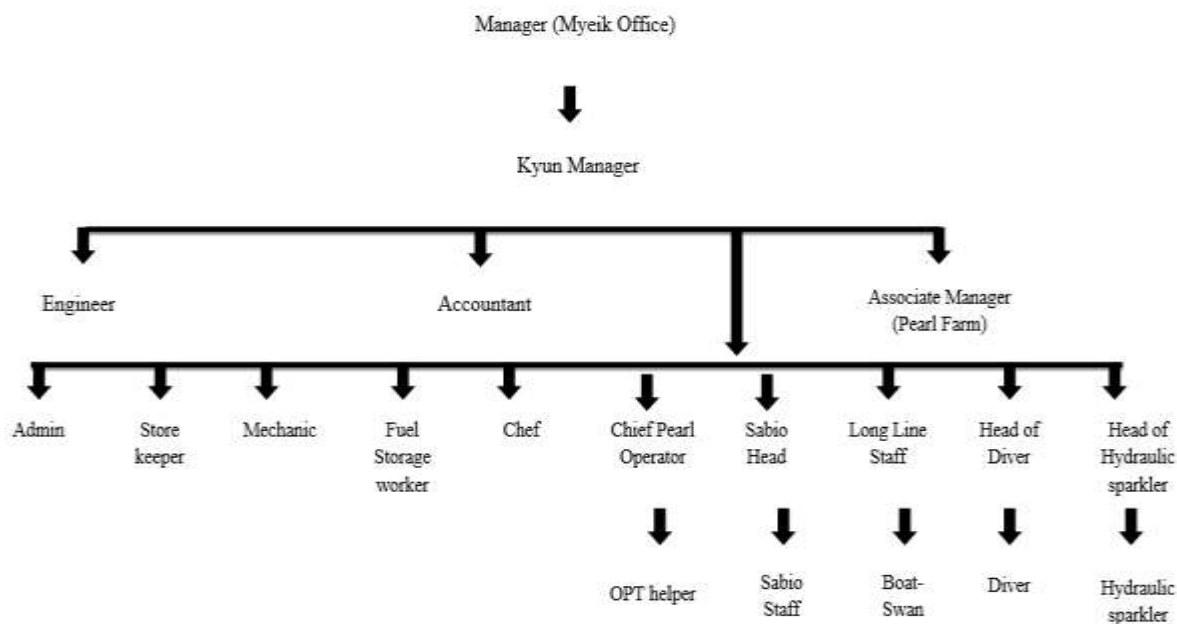 Manager (Myeik Office)
Kyun Manager
Engineer
Accountant
Associate Manager
(Pearl Farm)
Admin
Store
keeper
Mechanic
Fuel
Storage
worker
Chef
Chief Pearl
Operator
Sabio
Head
Long Line
Staff
Head of
Diver
Head of
Hydraulic
sparkler
OPT helper
Sabio
Staff
Boat-
Swan
Diver
Hydraulic
sparkler